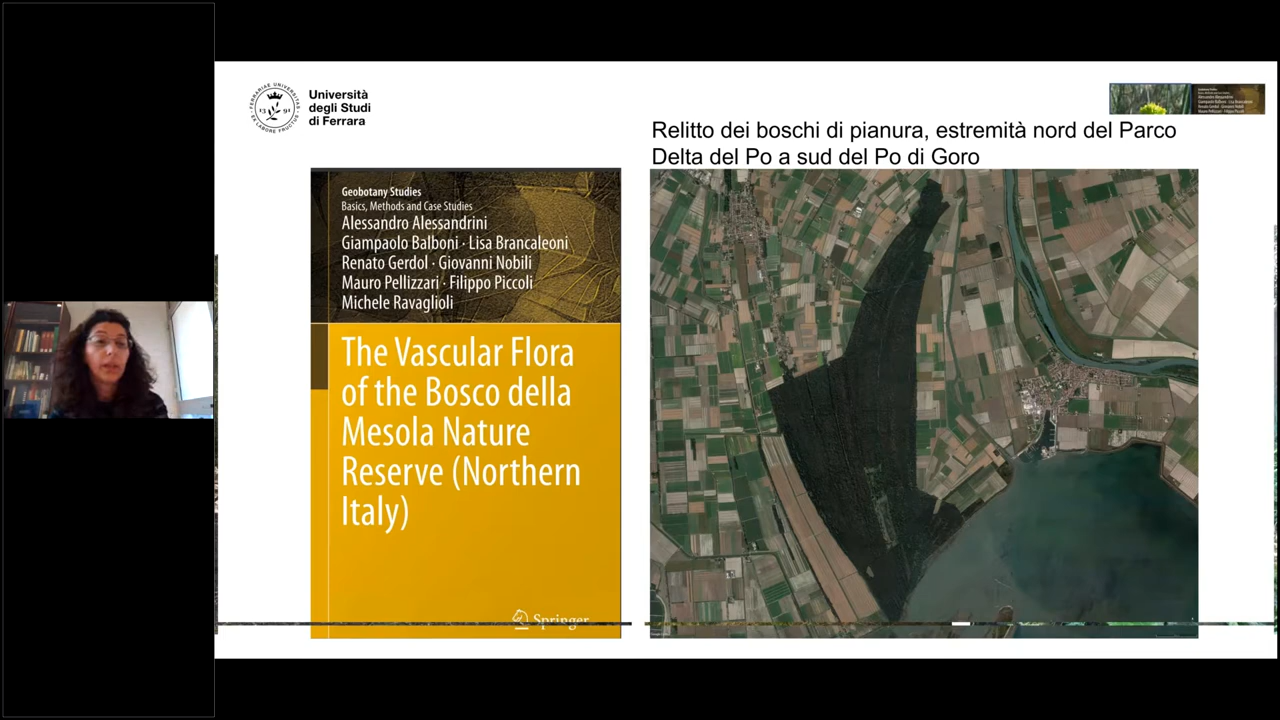 Università
degli Studi
di Ferrara
Relitto dei boschi di pianura, estremità nord del Parco
Delta del Po a sud del Po di Goro
Geobotany Studies
Basics, Methods and Case Studies
Alessandro Alessandrini
Giampaolo Balboni · Lisa Brancaleoni
Renato Gerdol · Giovanni Nobili
Mauro Pellizzari · Filippo Piccoli
Michele Ravaglioli
The Vascular Flora
of the Bosco della
Mesola Nature
Reserve (Northern
Italy)
Springer